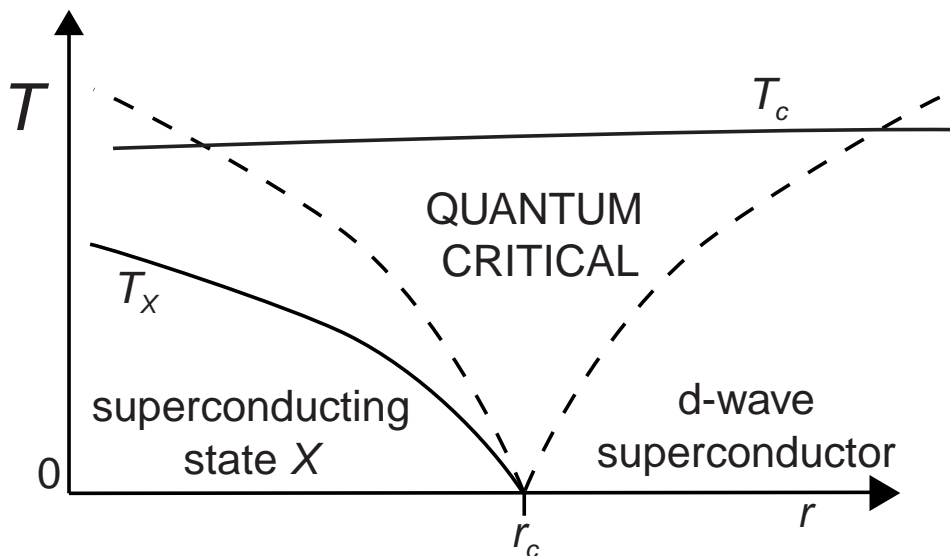 T
T_c
QUANTUM
CRITICAL
T_X
superconducting
state X
d-wave
superconductor
0
r_c
r